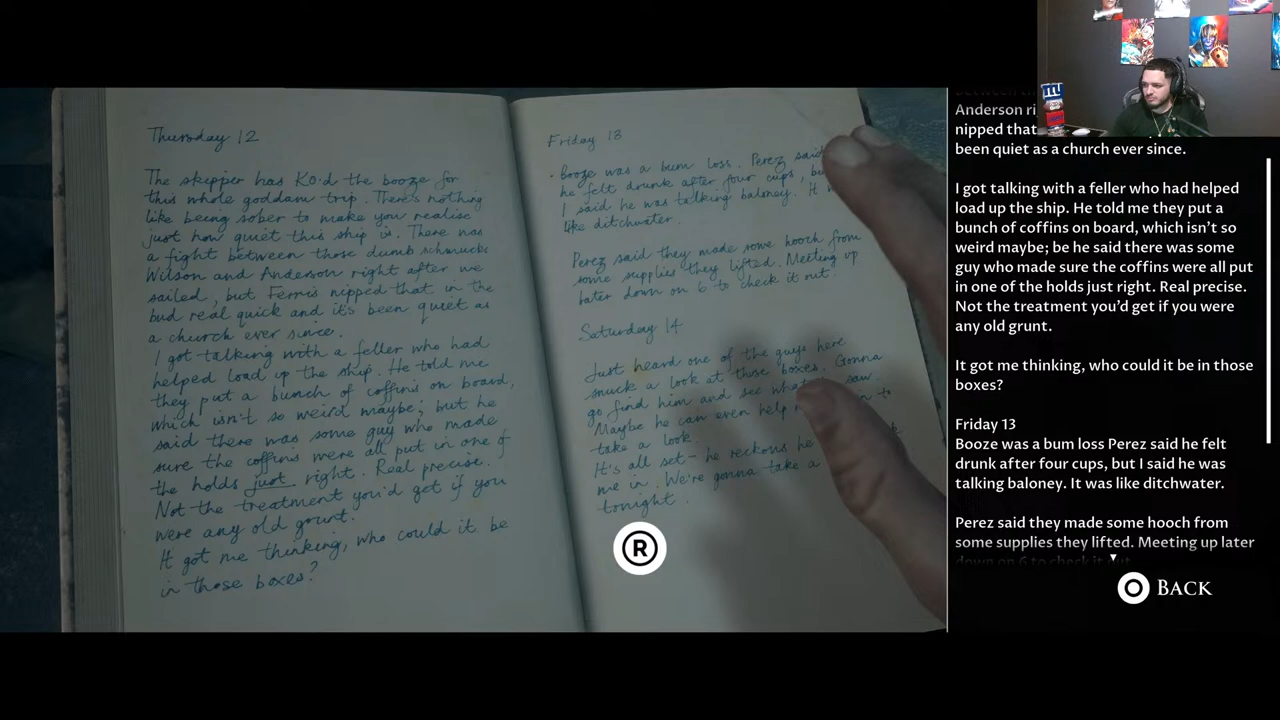 Thursday 12
The skipper has KO'd the booze for
this whole goddam trip. There's nothing
like being sober to make you realise
just how quiet this ship is. There was
a fight between those dumb schmucks
Wilson and Anderson right after we
sailed, but Ferris nipped that in the
bud real quick and it's been quiet as
a church ever since.
I got talking with a feller who had
helped load up the ship. He told me
they put a bunch of coffins on board,
which isn't so weird maybe; but he
said there was some guy who made
sure the coffins were all put in one of
the holds just right. Real precise.
Not the treatment you'd get if you
were any old grunt.
It got me thinking, who could it be
in those boxes?
Friday 13
Booze was a bum loss. Perez said
he felt drunk after four cups, but
I said he was talking baloney. It
like ditchwater.
Perez said they made some hooch from
some supplies they lifted. Meeting up
later down on 6 to check it out.
Saturday 14
Just heard one of the guys here
snuck a look at those boxes. Gonna
go find him and see what saw.
Maybe he can even help to
take a look.
It's all set - he reckons he
me in. We're gonna take a
tonight.
R
Anderson ri
nipped that
been quiet as a church ever since.
I got talking with a feller who had helped
load up the ship. He told me they put a
bunch of coffins on board, which isn't so
weird maybe; be he said there was some
guy who made sure the coffins were all put
in one of the holds just right. Real precise.
Not the treatment you'd get if you were
any old grunt.
It got me thinking, who could it be in those
boxes?
Friday 13
Booze was a bum loss Perez said he felt
drunk after four cups, but I said he was
talking baloney. It was like ditchwater.
Perez said they made some hooch from
some supplies they lifted. Meeting up later
down on 6 to check it out.
BACK